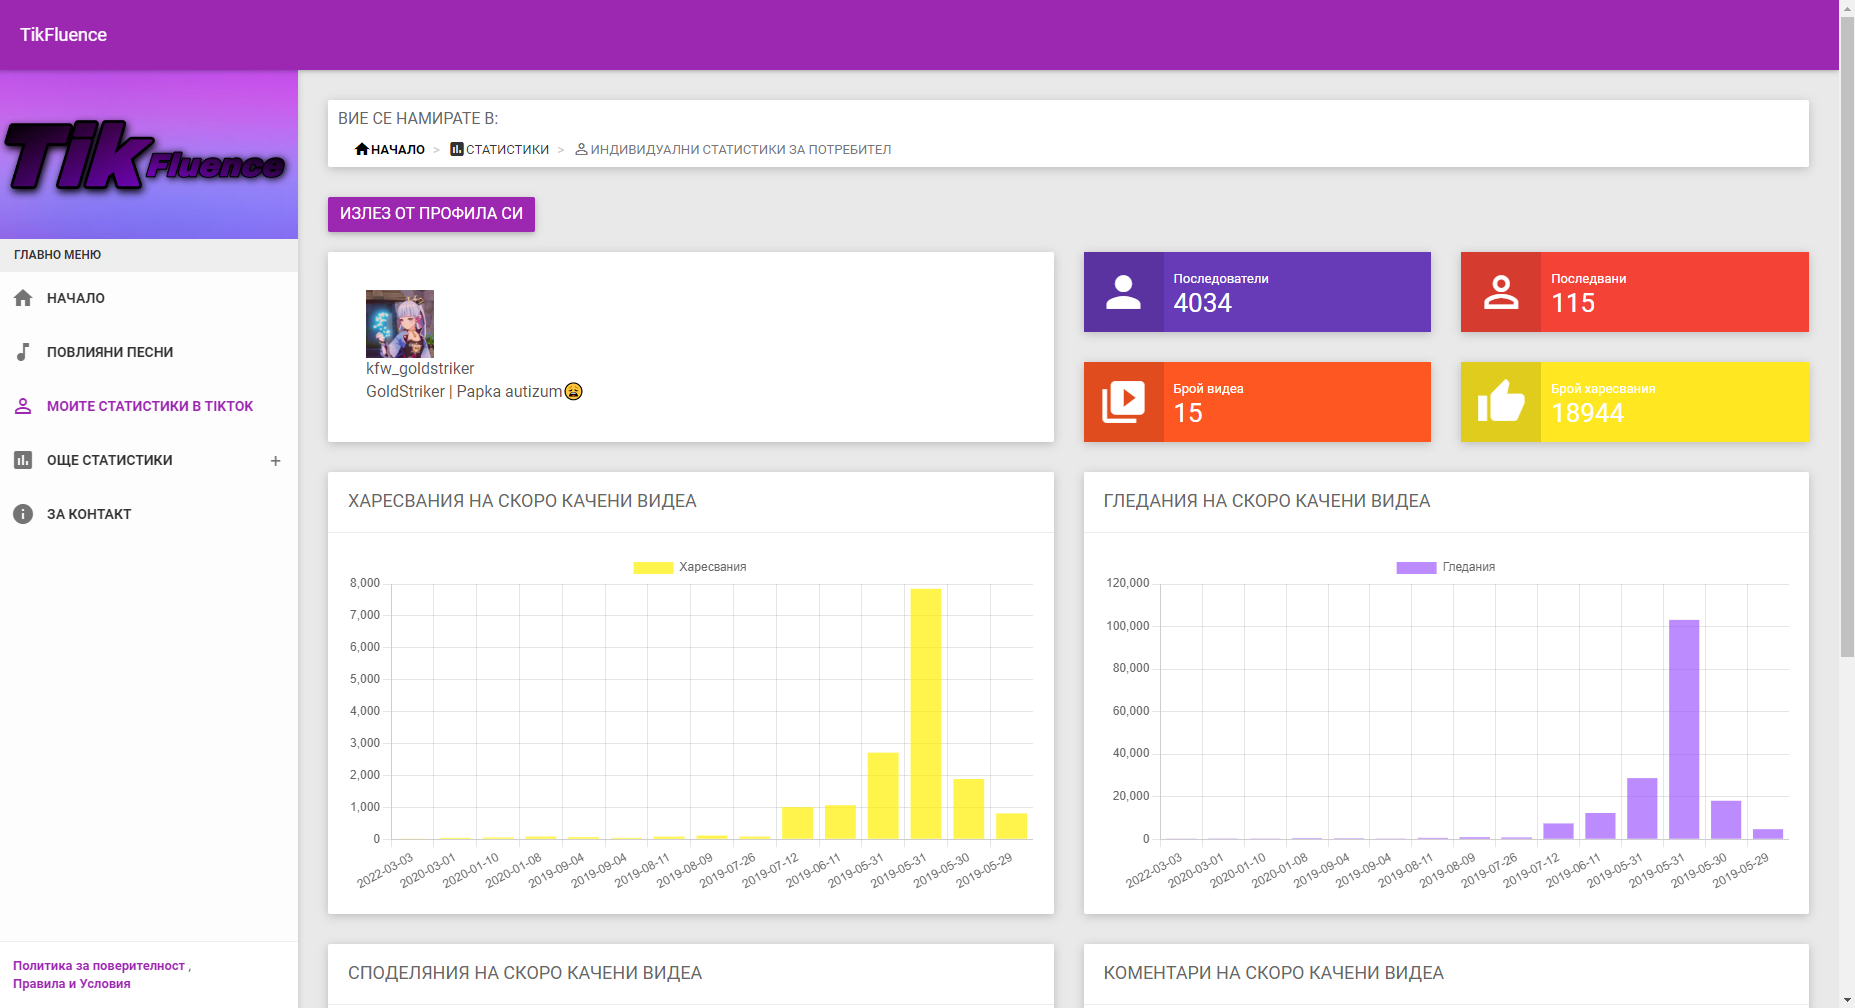 TikFluence
TikFluence
ВИЕ СЕ НАМИРАТЕ В:
НАЧАЛО > СТАТИСТИКИ > ИНДИВИДУАЛНИ СТАТИСТИКИ ЗА ПОТРЕБИТЕЛ
ИЗЛЕЗ ОТ ПРОФИЛА СИ
ГЛАВНО МЕНЮ
НАЧАЛО
ПОВЛИЯНИ ПЕСНИ
МОИТЕ СТАТИСТИКИ В TIKTOK
ОЩЕ СТАТИСТИКИ +
ЗА КОНТАКТ
Политика за поверителност ,
Правила и Условия
kfw_goldstriker
GoldStriker | Papka autizum😩
Последователи
4034
Последвани
115
Брой видеа
15
Брой харесвания
18944
ХАРЕСВАНИЯ НА СКОРО КАЧЕНИ ВИДЕА
Харесвания
8,000
7,000
6,000
5,000
4,000
3,000
2,000
1,000
0
2022-03-03 2020-03-01 2020-01-10 2020-01-08 2019-09-04 2019-09-04 2019-08-11 2019-08-09 2019-07-26 2019-07-12 2019-06-11 2019-05-31 2019-05-31 2019-05-30 2019-05-29
ГЛЕДАНИЯ НА СКОРО КАЧЕНИ ВИДЕА
Гледания
120,000
100,000
80,000
60,000
40,000
20,000
0
2022-03-03 2020-03-01 2020-01-10 2020-01-08 2019-09-04 2019-09-04 2019-08-11 2019-08-09 2019-07-26 2019-07-12 2019-06-11 2019-05-31 2019-05-31 2019-05-30 2019-05-29
СПОДЕЛЯНИЯ НА СКОРО КАЧЕНИ ВИДЕА
КОМЕНТАРИ НА СКОРО КАЧЕНИ ВИДЕА